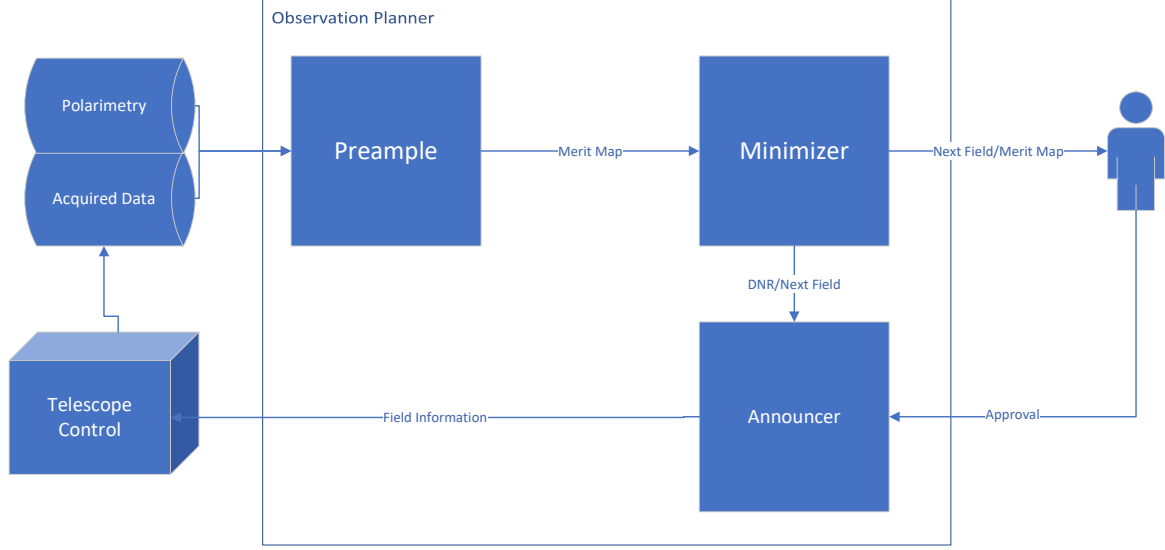 Observation Planner
Polarimetry
Acquired Data
Preample
Merit Map
Minimizer
Next Field/Merit Map
DNR/Next Field
Telescope
Control
Field Information
Announcer
Approval